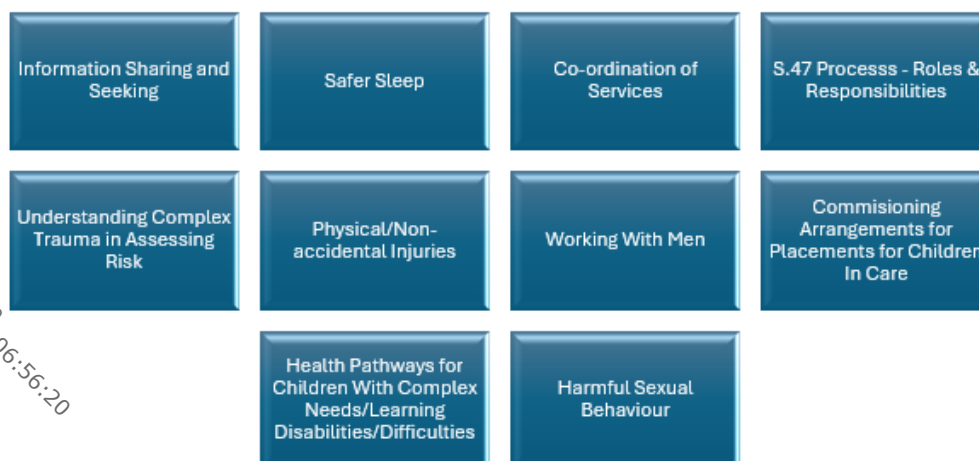 Information Sharing and
Seeking
Safer Sleep
Co-ordination of
Services
S.47 Processs - Roles &
Responsibilities
Understanding Complex
Trauma in Assessing
Risk
Physical/Non-
accidental Injuries
Working With Men
Commisioning
Arrangements for
Placements for Children
In Care
Health Pathways for
Children With Complex
Needs/Learning
Disabilities/Difficulties
Harmful Sexual
Behaviour
06:56:20